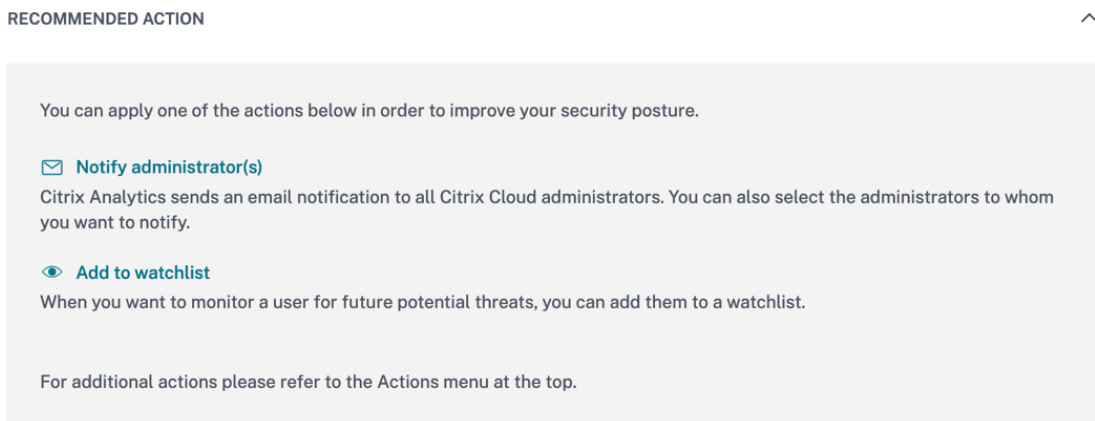 RECOMMENDED ACTION
You can apply one of the actions below in order to improve your security posture.
Notify administrator(s)
Citrix Analytics sends an email notification to all Citrix Cloud administrators. You can also select the administrators to whom
you want to notify.
Add to watchlist
When you want to monitor a user for future potential threats, you can add them to a watchlist.
For additional actions please refer to the Actions menu at the top.